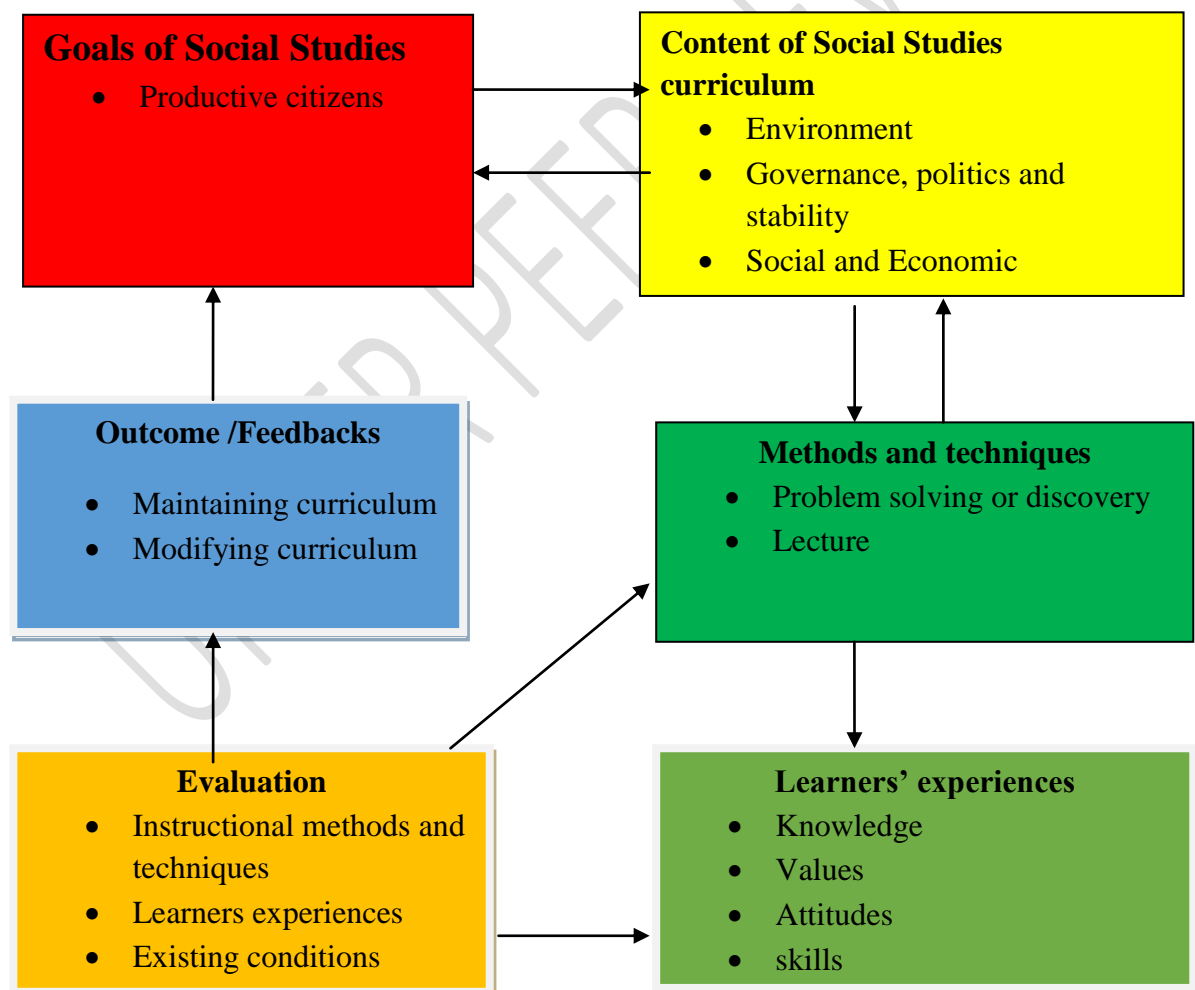 Goals of Social Studies
• Productive citizens
Content of Social Studies
curriculum
• Environment
• Governance, politics and
stability
• Social and Economic
Outcome /Feedbacks
• Maintaining curriculum
• Modifying curriculum
Methods and techniques
• Problem solving or discovery
• Lecture
Evaluation
• Instructional methods and
techniques
• Learners experiences
• Existing conditions
Learners’ experiences
• Knowledge
• Values
• Attitudes
• skills